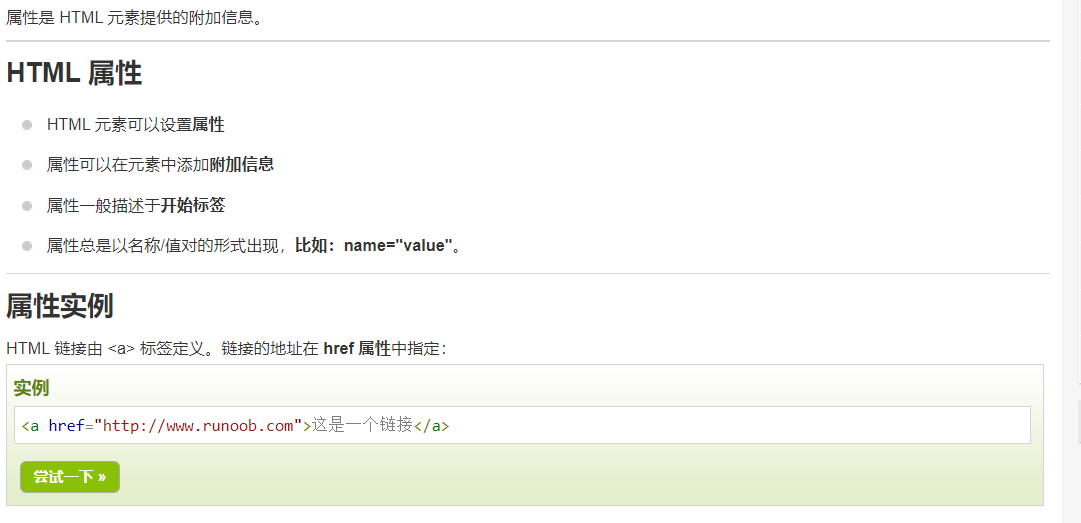 属性是 HTML 元素提供的附加信息。
HTML 属性
HTML 元素可以设置属性
属性可以在元素中添加附加信息
属性一般描述于开始标签
属性总是以名称/值对的形式出现，比如：name="value"。
属性实例
HTML 链接由 <a> 标签定义。链接的地址在 href 属性中指定：
实例
<a href="http://www.runoob.com">这是一个链接</a>
尝试一下 »